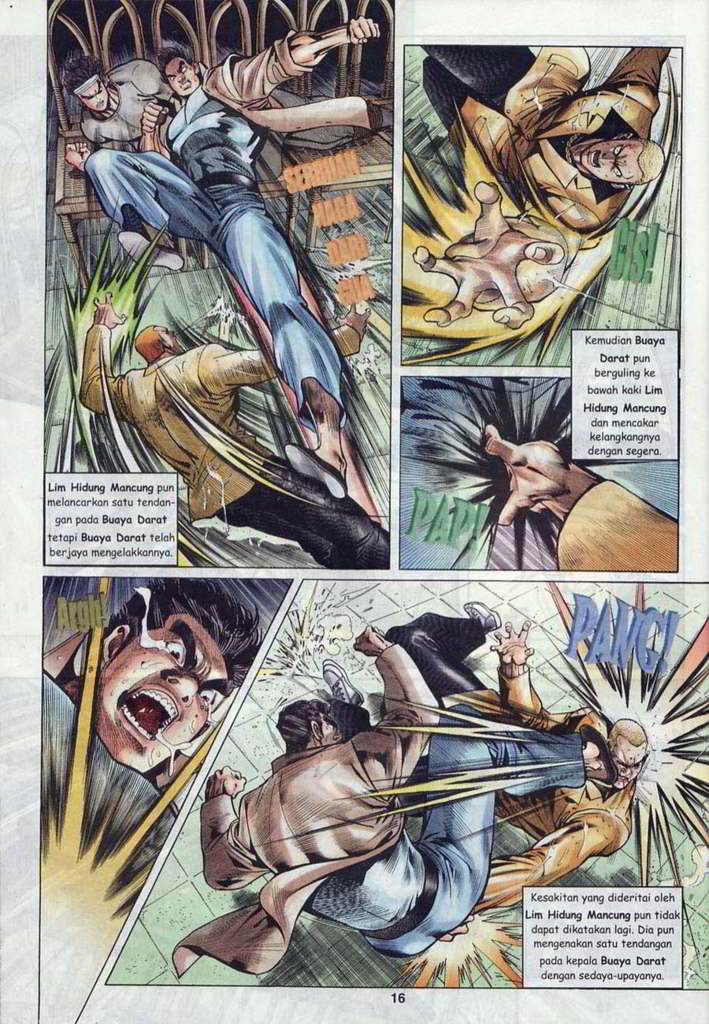 Lim Hidung Mancung pun
melancarkan satu tendan-
gan pada Buaya Darat
tetapi Buaya Darat telah
berjaya mengelakkannya.
Cis!
Kemudian Buaya
Darat pun
berguling ke
bawah kaki Lim
Hidung Mancung
dan mencakar
kelangkangnya
dengan segera.
PAP!
Argh!
PANG!
Kesakitan yang dideritai oleh
Lim Hidung Mancung pun tidak
dapat dikatakan lagi. Dia pun
mengenakan satu tendangan
pada kepala Buaya Darat
dengan sedaya-upayanya.
16